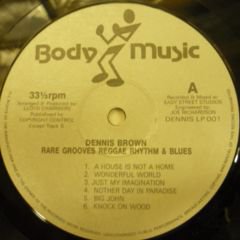 Body Music
33⅓rpm
Arranged & Produced by
LLOYD CHARMERS
Published by
COPYRIGHT CONTROL
Except Track 6
A
Recorded & Mixed at
EASY STREET STUDIOS
Engineered by
JOE RICHARDSON
DENNIS LP 001
DENNIS BROWN
RARE GROOVES REGGAE RHYTHM & BLUES
1. A HOUSE IS NOT A HOME
2. WONDERFUL WORLD
3. JUST MY IMAGINATION
4. NOTHER DAY IN PARADISE
5. BIG JOHN
6. KNOCK ON WOOD